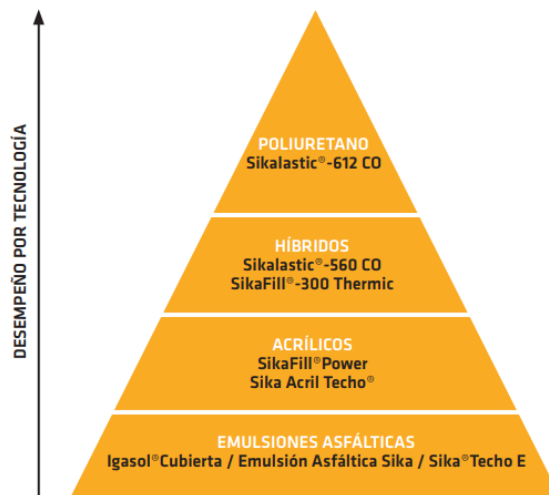 DESEMPEÑO POR TECNOLOGÍA
POLIURETANO
Sikalastic®-612 CO
HÍBRIDOS
Sikalastic®-560 CO
SikaFill®-300 Thermic
ACRÍLICOS
SikaFill®Power
Sika Acril Techo®
EMULSIONES ASFÁLTICAS
Igasol®Cubierta / Emulsión Asfáltica Sika / Sika®Techo E